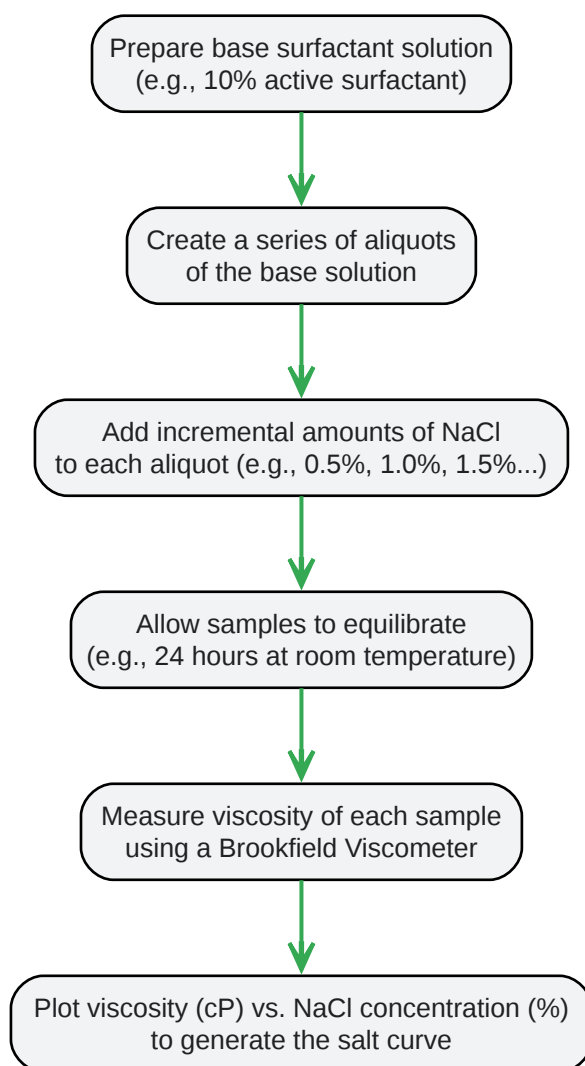 Prepare base surfactant solution
(e.g., 10% active surfactant)
Create a series of aliquots
of the base solution
Add incremental amounts of NaCl
to each aliquot (e.g., 0.5%, 1.0%, 1.5%...)
Allow samples to equilibrate
(e.g., 24 hours at room temperature)
Measure viscosity of each sample
using a Brookfield Viscometer
Plot viscosity (cP) vs. NaCl concentration (%)
to generate the salt curve